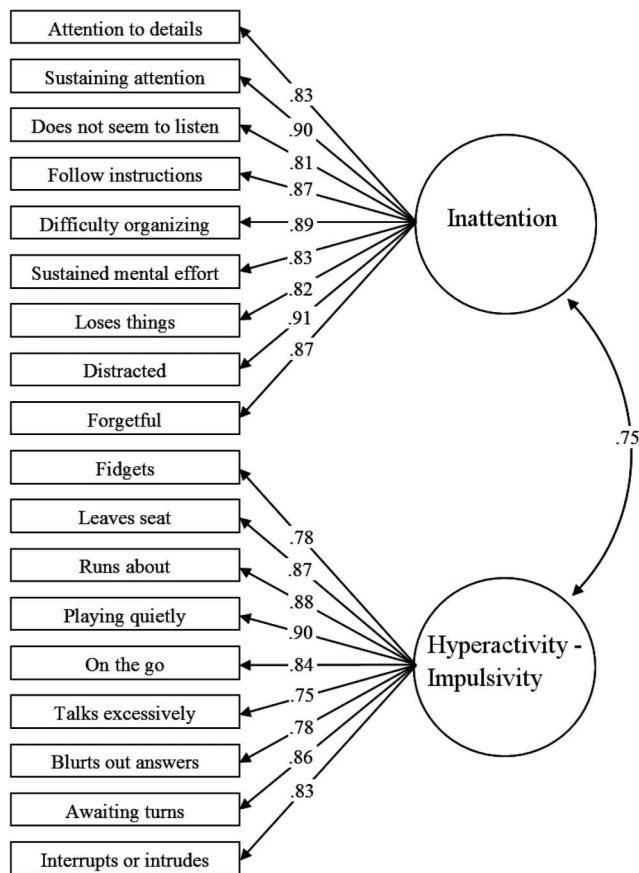 Attention to details
Sustaining attention
Does not seem to listen
Follow instructions
Difficulty organizing
Sustained mental effort
Loses things
Distracted
Forgetful
.83
.90
.81
.87
.89
.83
.82
.91
.87
Inattention
.75
Fidgets
Leaves seat
Runs about
Playing quietly
On the go
Talks excessively
Blurts out answers
Awaiting turns
Interrupts or intrudes
.78
.87
.88
.90
.84
.75
.78
.86
.83
Hyperactivity -
Impulsivity